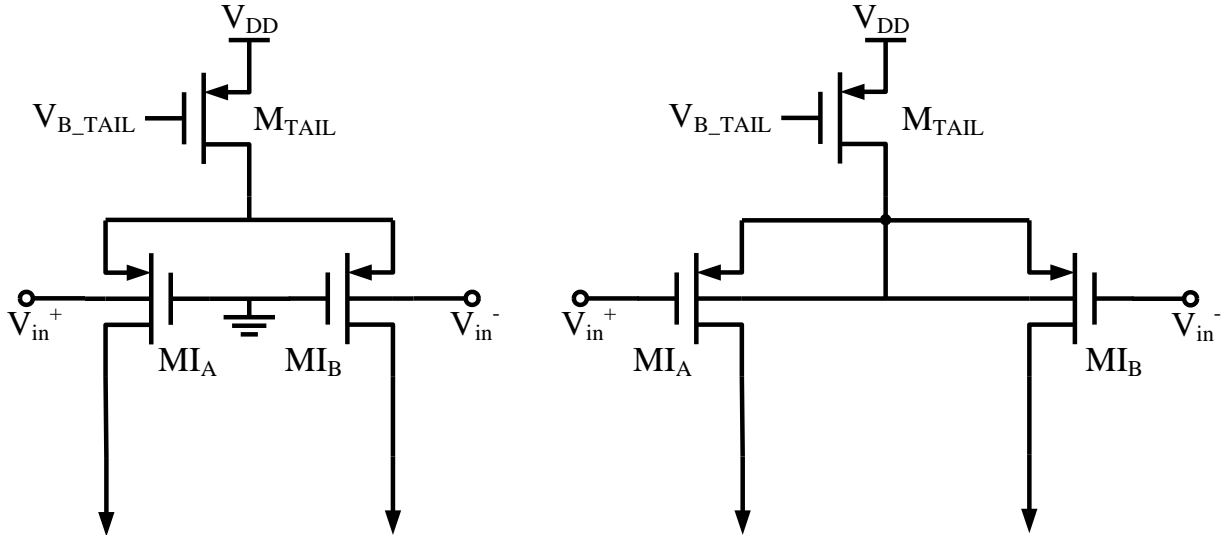 V_DD
V_B_TAIL
M_TAIL
V_in^+
MI_A
MI_B
V_in^-
V_DD
V_B_TAIL
M_TAIL
V_in^+
MI_A
MI_B
V_in^-